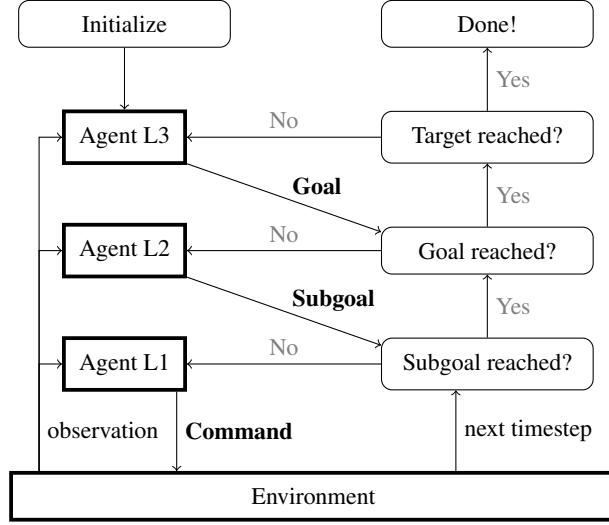 Initialize
Done!
Yes
Agent L3
No
Target reached?
Goal
Yes
Agent L2
No
Goal reached?
Subgoal
Yes
Agent L1
No
Subgoal reached?
observation
Command
next timestep
Environment